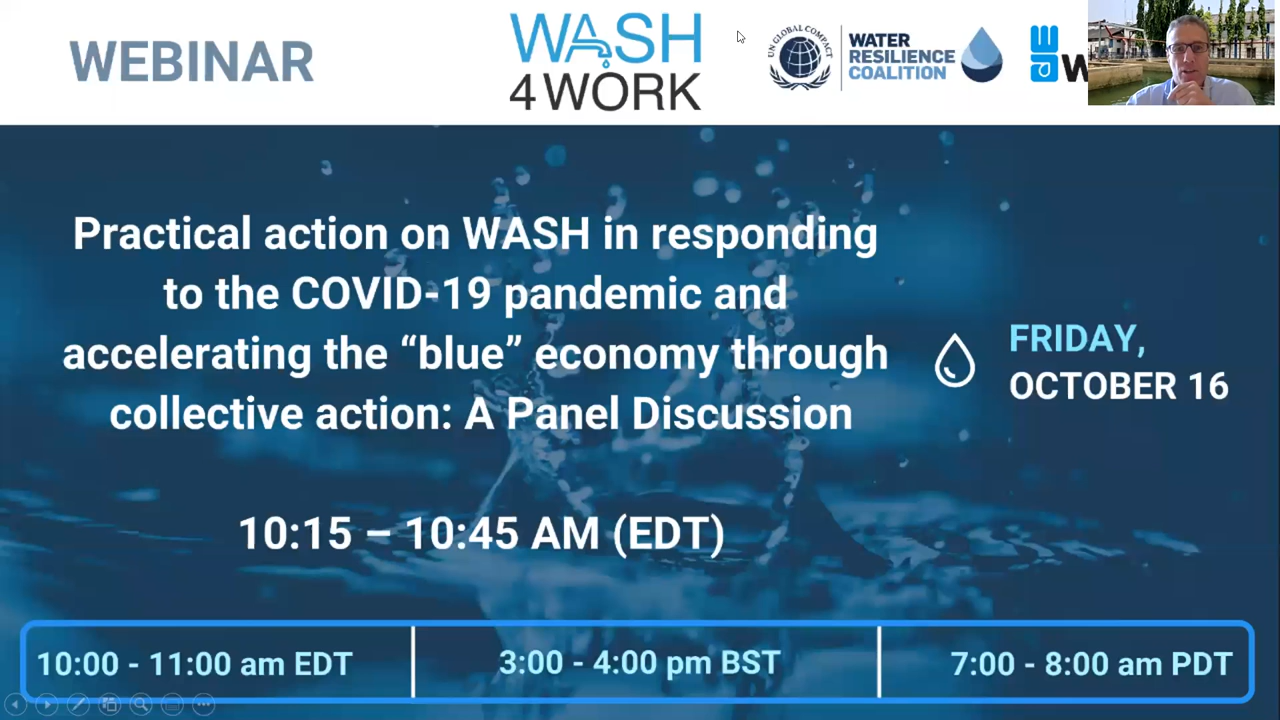 WEBINAR
WASH
4WORK
UN GLOBAL COMPACT
WATER
RESILIENCE
COALITION
W
Practical action on WASH in responding
to the COVID-19 pandemic and
accelerating the “blue” economy through
collective action: A Panel Discussion
10:15 – 10:45 AM (EDT)
FRIDAY,
OCTOBER 16
10:00 - 11:00 am EDT
3:00 - 4:00 pm BST
7:00 - 8:00 am PDT